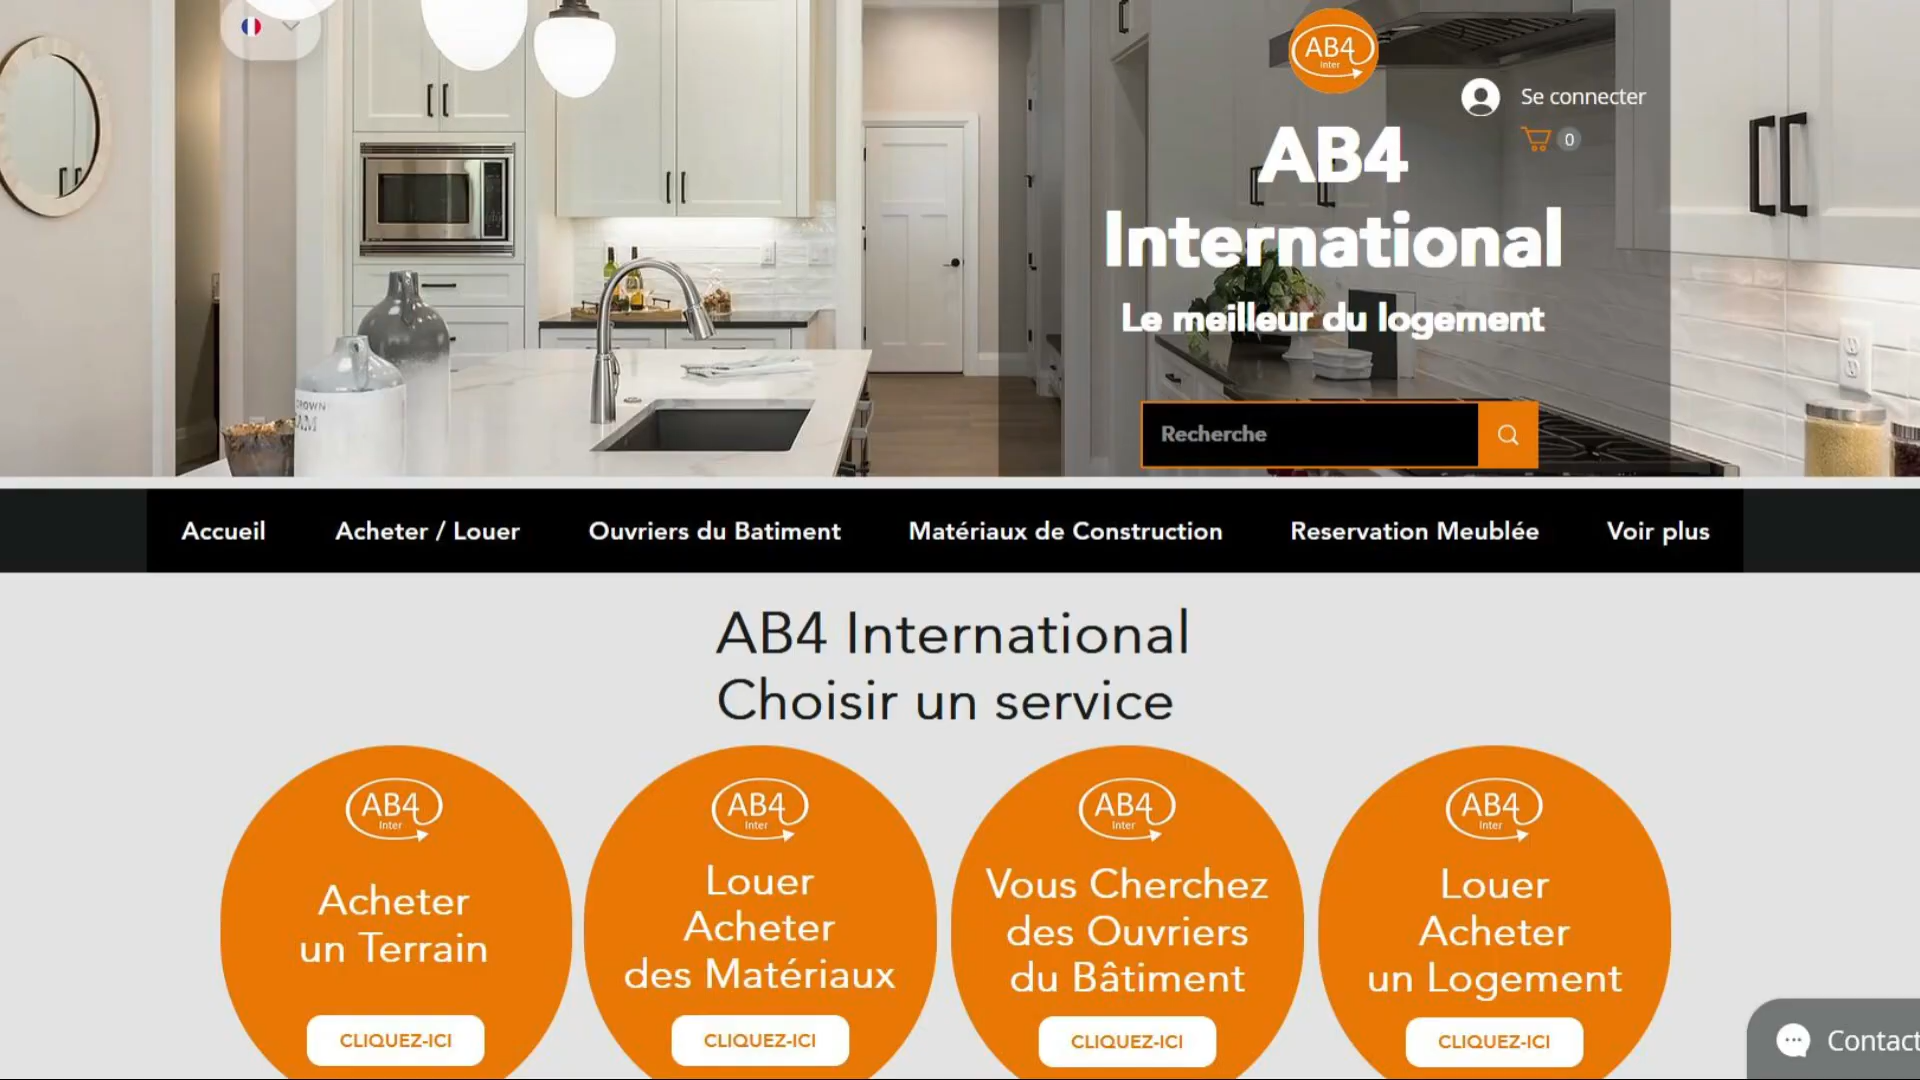 AB4
Inter
Se connecter
0
AB4
International
Le meilleur du logement
Recherche
Accueil
Acheter / Louer
Ouvriers du Batiment
Matériaux de Construction
Reservation Meublée
Voir plus
AB4 International
Choisir un service
AB4
Inter
Acheter
un Terrain
CLIQUEZ-ICI
AB4
Inter
Louer
Acheter
des Matériaux
CLIQUEZ-ICI
AB4
Inter
Vous Cherchez
des Ouvriers
du Bâtiment
CLIQUEZ-ICI
AB4
Inter
Louer
Acheter
un Logement
CLIQUEZ-ICI
Contact